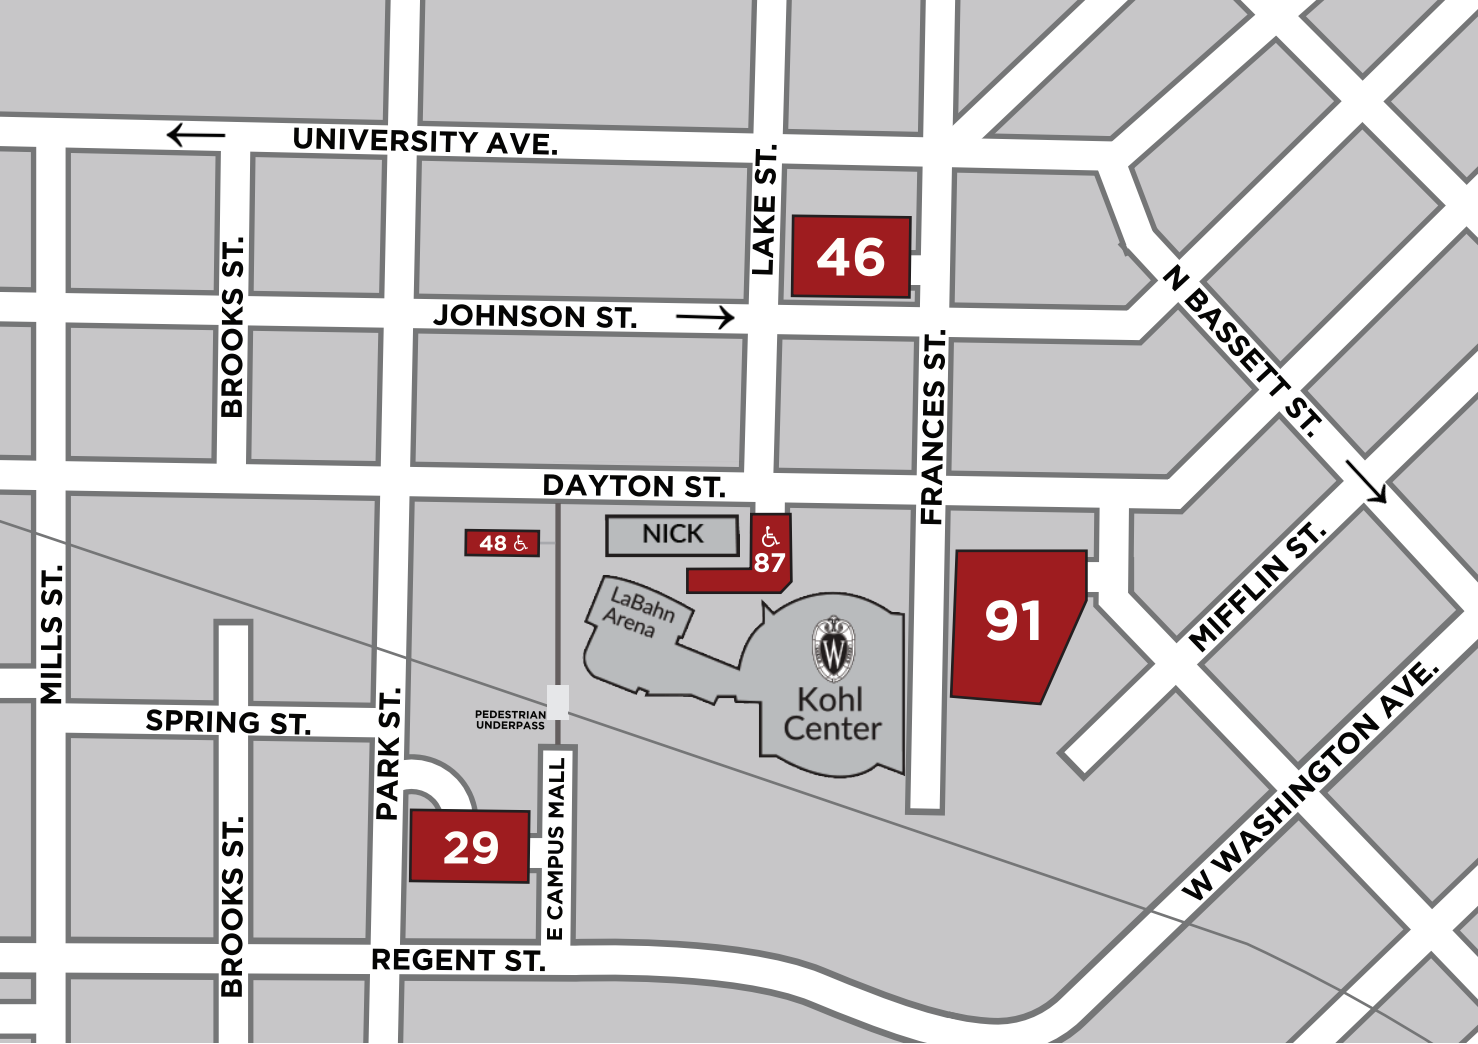 UNIVERSITY AVE.
LAKE ST.
46
BROOKS ST.
JOHNSON ST.
N BASSETT ST.
FRANCES ST.
DAYTON ST.
48
NICK
87
MILLS ST.
LaBahn
Arena
91
MIFFLIN ST.
W
Kohl
Center
PEDESTRIAN
UNDERPASS
SPRING ST.
PARK ST.
29
E CAMPUS MALL
W WASHINGTON AVE.
BROOKS ST.
REGENT ST.